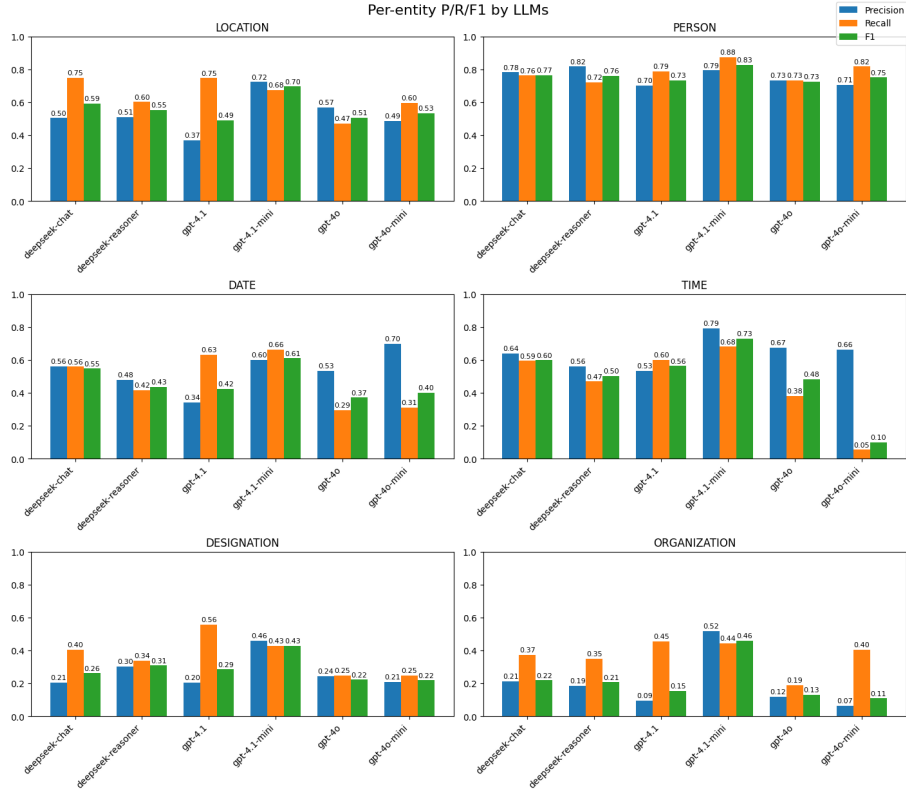 Per-entity P/R/F1 by LLMs
Precision
Recall
F1
LOCATION
1.0
0.8
0.6
0.4
0.2
0.0
0.50 0.75 0.59
0.51 0.60 0.55
0.37 0.75 0.49
0.72 0.68 0.70
0.57 0.47 0.51
0.49 0.60 0.53
deepseek-chat
deepseek-reasoner
gpt-4.1
gpt-4.1-mini
gpt-4o
gpt-4o-mini
PERSON
1.0
0.8
0.6
0.4
0.2
0.0
0.78 0.76 0.77
0.82 0.72 0.76
0.70 0.79 0.73
0.79 0.88 0.83
0.73 0.73 0.73
0.71 0.82 0.75
deepseek-chat
deepseek-reasoner
gpt-4.1
gpt-4.1-mini
gpt-4o
gpt-4o-mini
DATE
1.0
0.8
0.6
0.4
0.2
0.0
0.56 0.56 0.55
0.48 0.42 0.43
0.34 0.63 0.42
0.60 0.66 0.61
0.53 0.29 0.37
0.70 0.31 0.40
deepseek-chat
deepseek-reasoner
gpt-4.1
gpt-4.1-mini
gpt-4o
gpt-4o-mini
TIME
1.0
0.8
0.6
0.4
0.2
0.0
0.64 0.59 0.60
0.56 0.47 0.50
0.53 0.60 0.56
0.79 0.68 0.73
0.67 0.38 0.48
0.66 0.05 0.10
deepseek-chat
deepseek-reasoner
gpt-4.1
gpt-4.1-mini
gpt-4o
gpt-4o-mini
DESIGNATION
1.0
0.8
0.6
0.4
0.2
0.0
0.21 0.40 0.26
0.30 0.34 0.31
0.20 0.56 0.29
0.46 0.43 0.43
0.24 0.25 0.22
0.21 0.25 0.22
deepseek-chat
deepseek-reasoner
gpt-4.1
gpt-4.1-mini
gpt-4o
gpt-4o-mini
ORGANIZATION
1.0
0.8
0.6
0.4
0.2
0.0
0.21 0.37 0.22
0.19 0.35 0.21
0.09 0.45 0.15
0.52 0.44 0.46
0.12 0.19 0.13
0.07 0.40 0.11
deepseek-chat
deepseek-reasoner
gpt-4.1
gpt-4.1-mini
gpt-4o
gpt-4o-mini